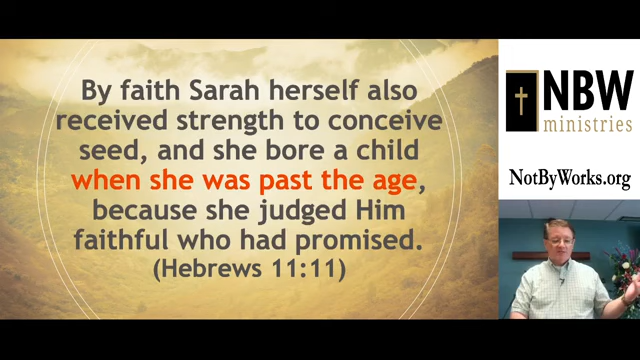 By faith Sarah herself also
received strength to conceive
seed, and she bore a child
when she was past the age,
because she judged Him
faithful who had promised.
(Hebrews 11:11)
NBW
ministries
NotByWorks.org